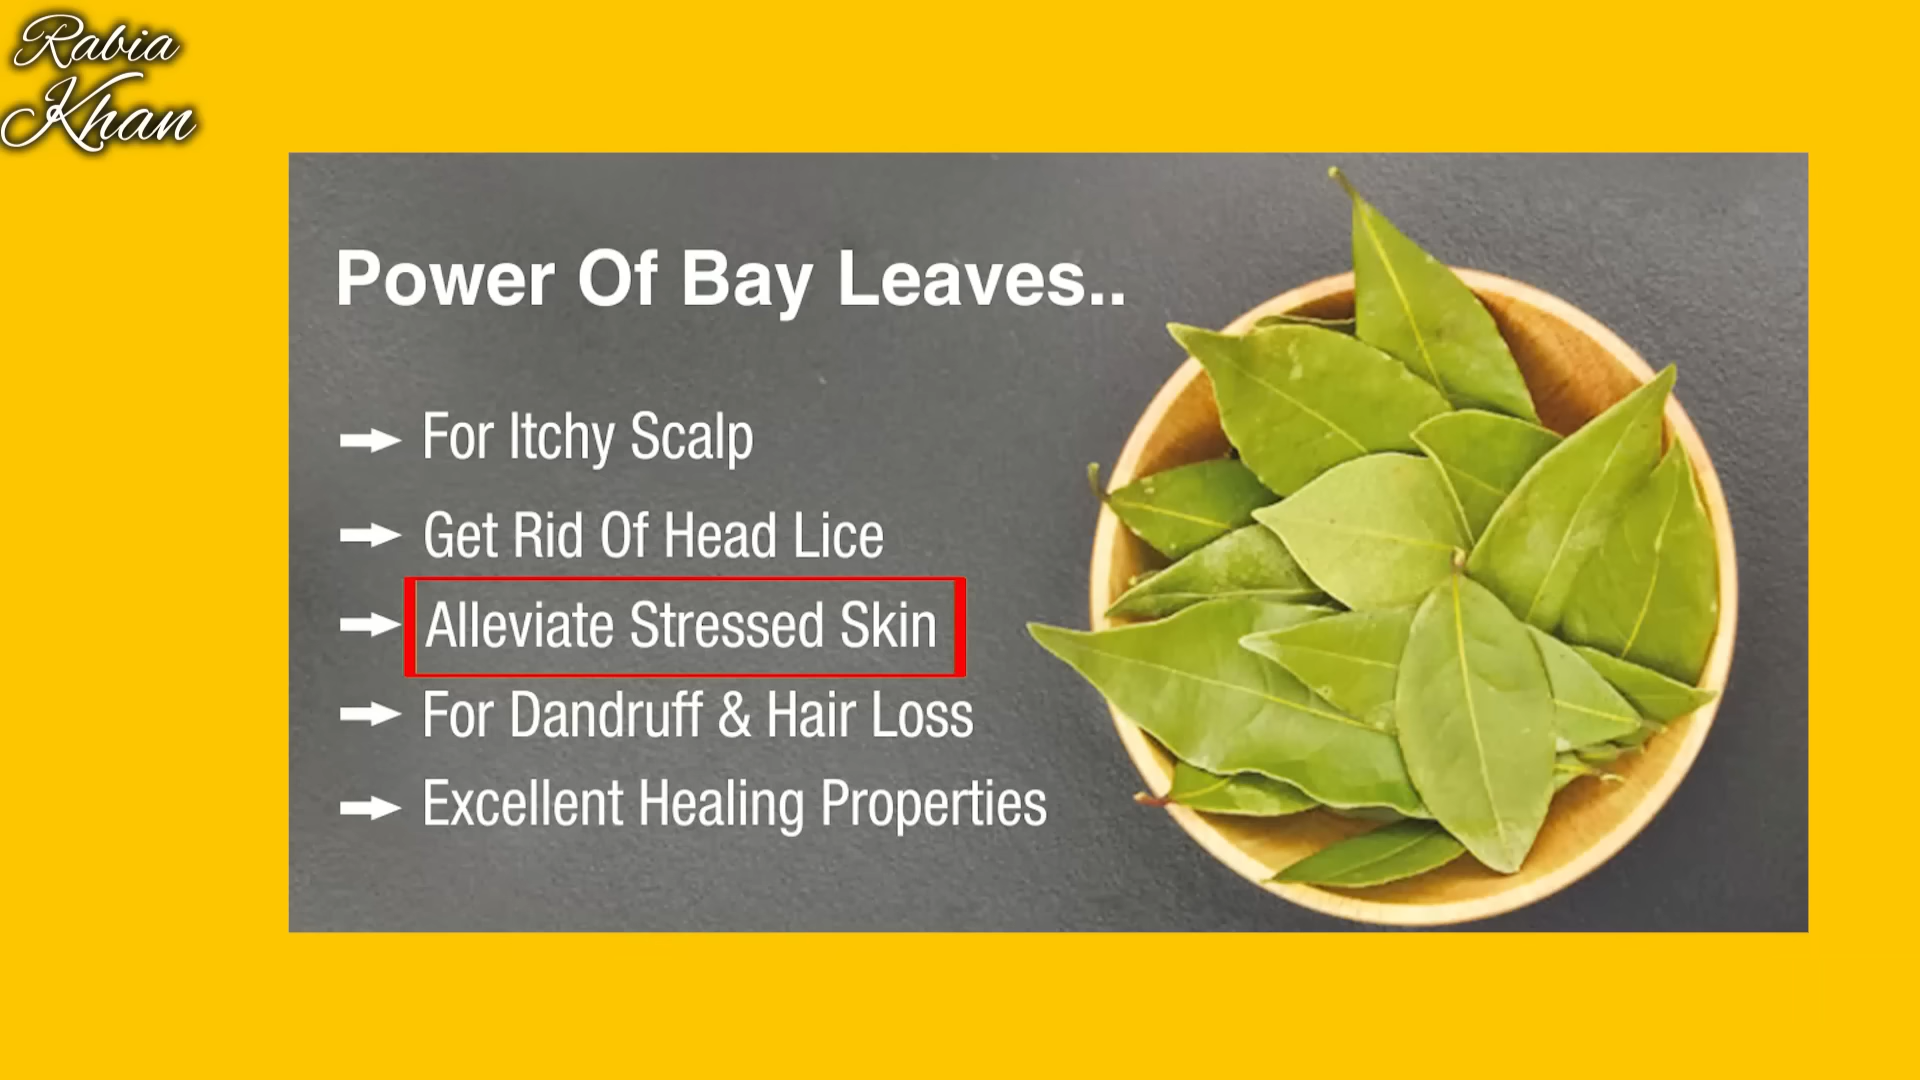 Rabia
Khan
Power Of Bay Leaves..
For Itchy Scalp
Get Rid Of Head Lice
Alleviate Stressed Skin
For Dandruff & Hair Loss
Excellent Healing Properties